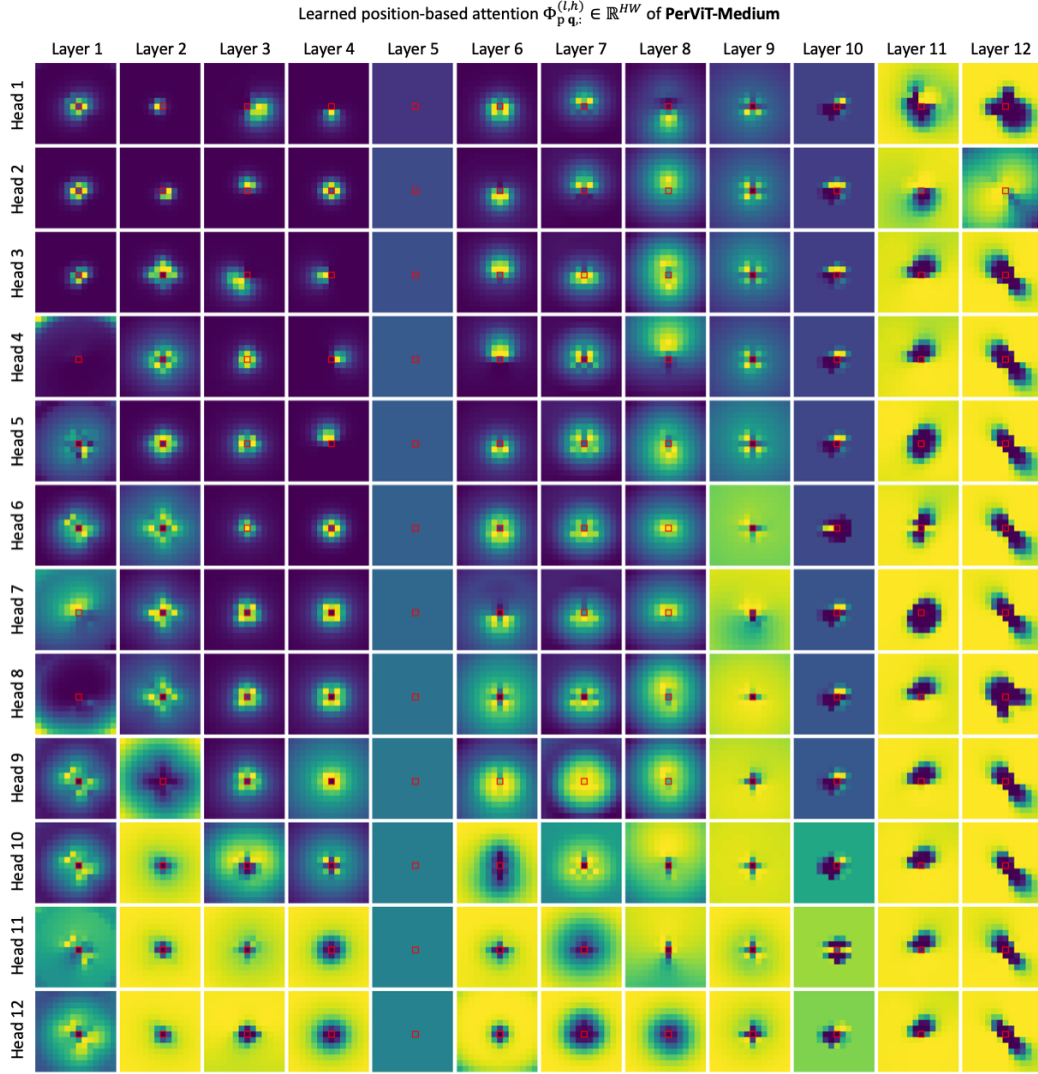 Learned position-based attention Φ_{p q,:}^{(l,h)} ∈ ℝ^{HW} of PerViT-Medium
Layer 1 Layer 2 Layer 3 Layer 4 Layer 5 Layer 6 Layer 7 Layer 8 Layer 9 Layer 10 Layer 11 Layer 12
Head 1
Head 2
Head 3
Head 4
Head 5
Head 6
Head 7
Head 8
Head 9
Head 10
Head 11
Head 12